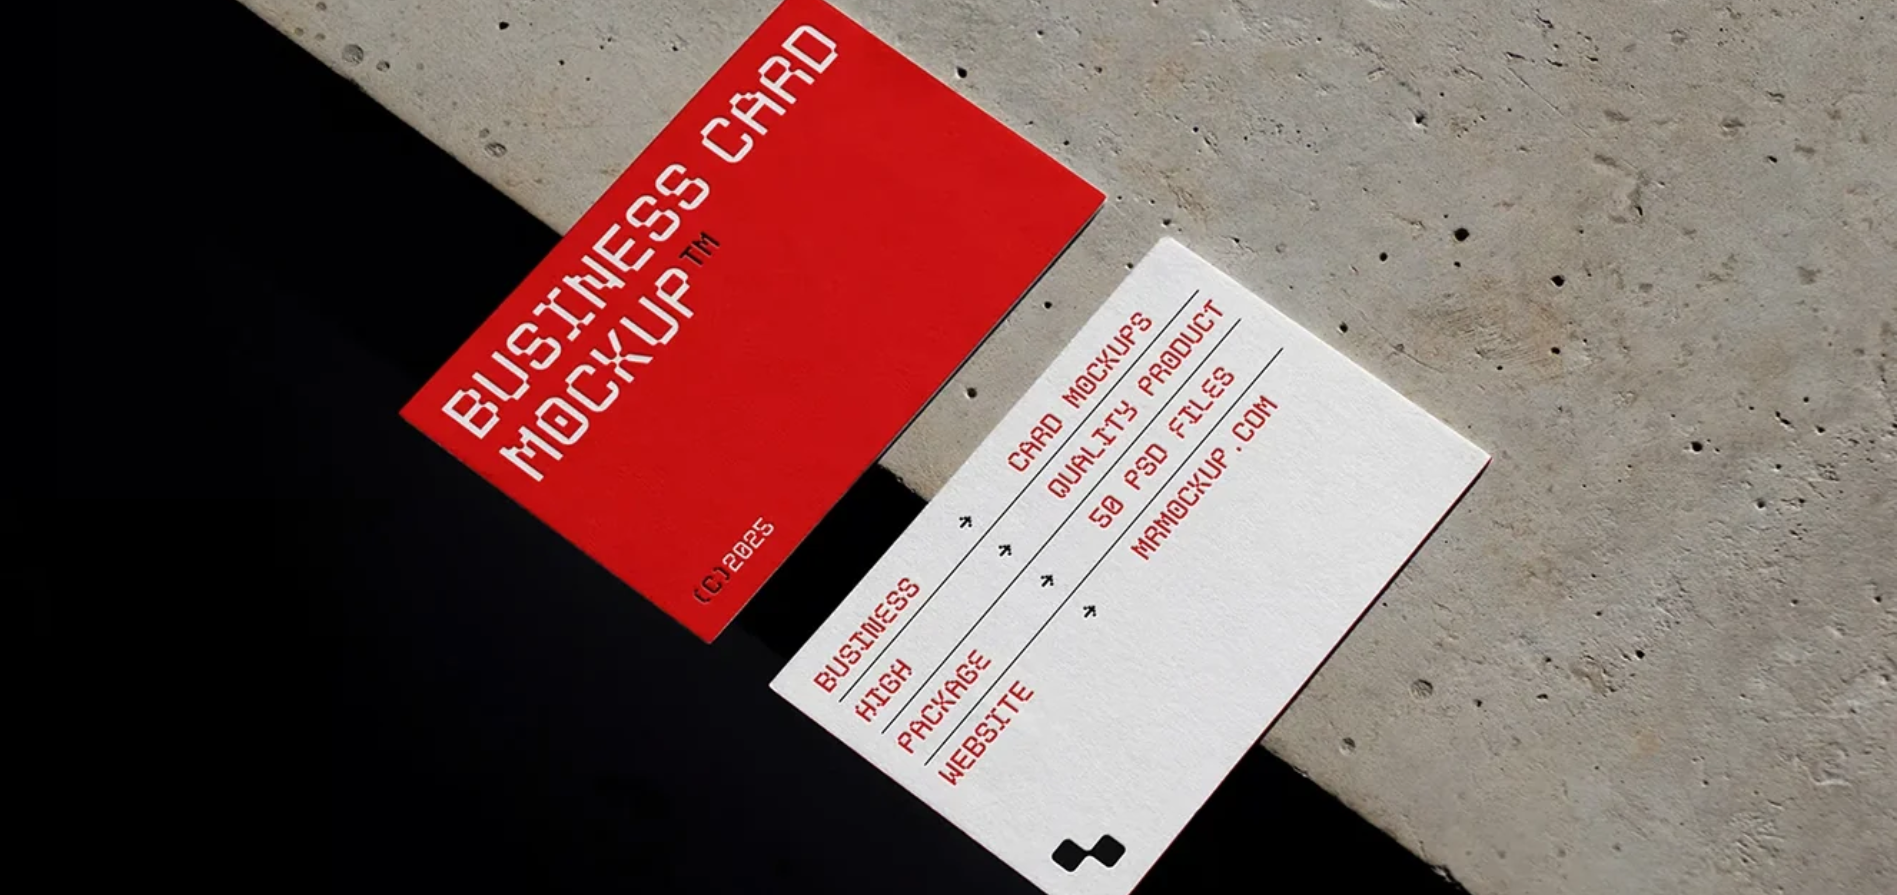 BUSINESS CARD
MOCKUP™
(C)2025
BUSINESS ↗ CARD MOCKUPS
HIGH ↗ QUALITY PRODUCT
PACKAGE ↗ 50 PSD FILES
WEBSITE ↗ MRMOCKUP.COM